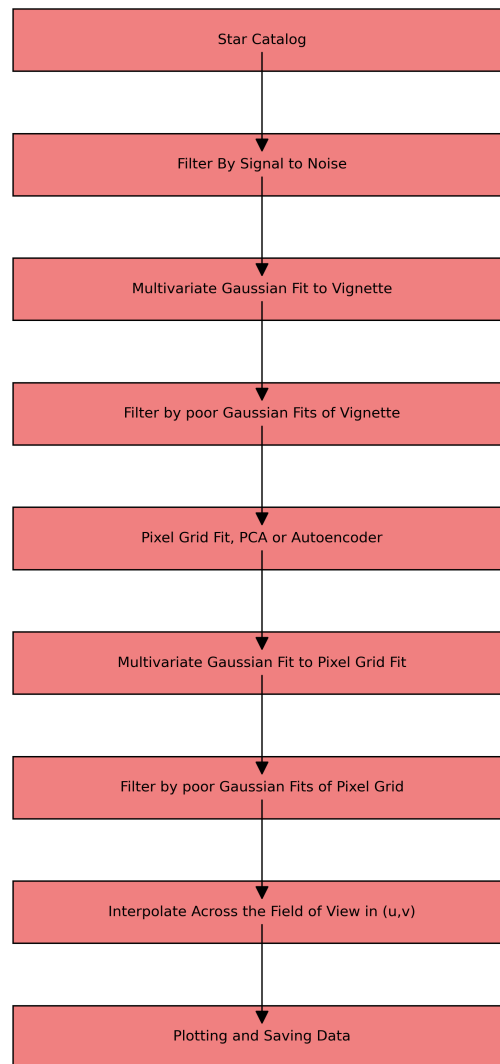 Star Catalog
Filter By Signal to Noise
Multivariate Gaussian Fit to Vignette
Filter by poor Gaussian Fits of Vignette
Pixel Grid Fit, PCA or Autoencoder
Multivariate Gaussian Fit to Pixel Grid Fit
Filter by poor Gaussian Fits of Pixel Grid
Interpolate Across the Field of View in (u,v)
Plotting and Saving Data